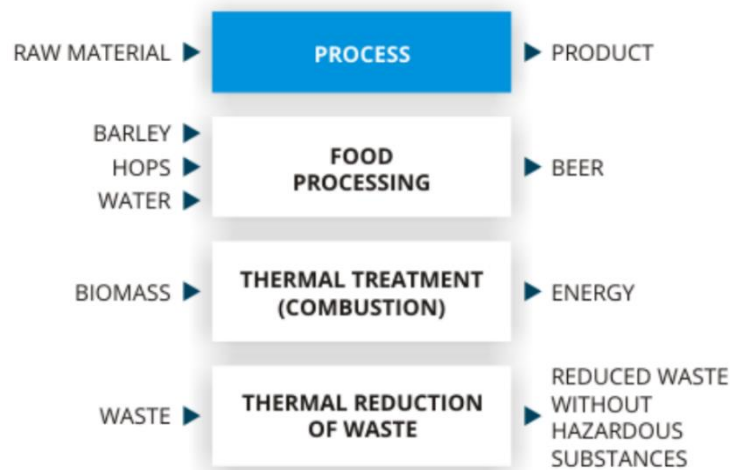 RAW MATERIAL
PROCESS
PRODUCT
BARLEY
HOPS
WATER
FOOD
PROCESSING
BEER
BIOMASS
THERMAL TREATMENT
(COMBUSTION)
ENERGY
WASTE
THERMAL REDUCTION
OF WASTE
REDUCED WASTE
WITHOUT
HAZARDOUS
SUBSTANCES